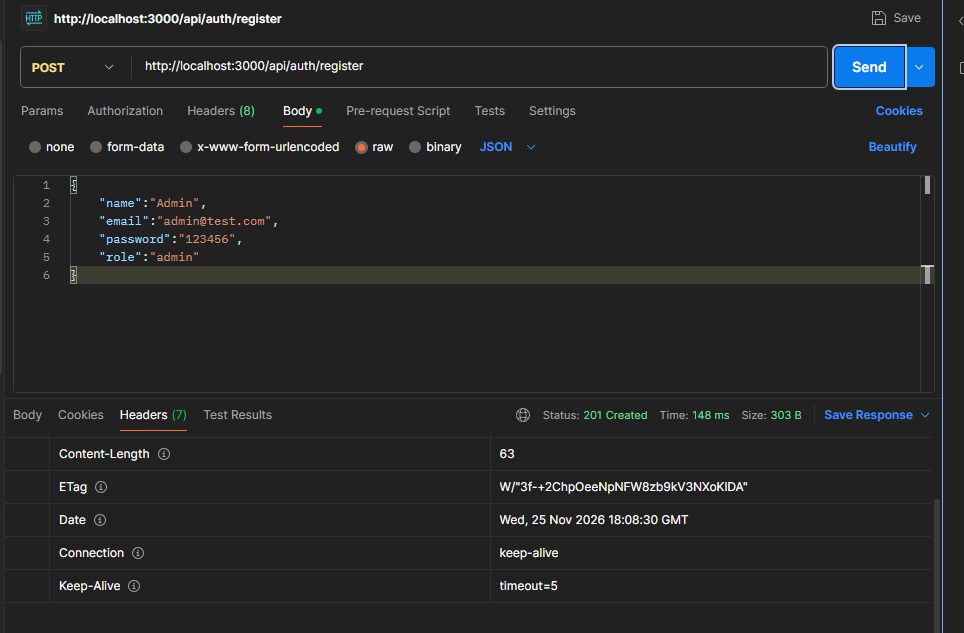 HTTP http://localhost:3000/api/auth/register Save
POST http://localhost:3000/api/auth/register Send
Params Authorization Headers (8) Body Pre-request Script Tests Settings Cookies
none form-data x-www-form-urlencoded raw binary JSON Beautify
1 {
2 "name":"Admin",
3 "email":"admin@test.com",
4 "password":"123456",
5 "role":"admin"
6 }
Body Cookies Headers (7) Test Results Status: 201 Created Time: 148 ms Size: 303 B Save Response
Content-Length 63
ETag W/"3f-+2ChpOeeNpNFW8zb9kV3NXoKlDA"
Date Wed, 25 Nov 2026 18:08:30 GMT
Connection keep-alive
Keep-Alive timeout=5